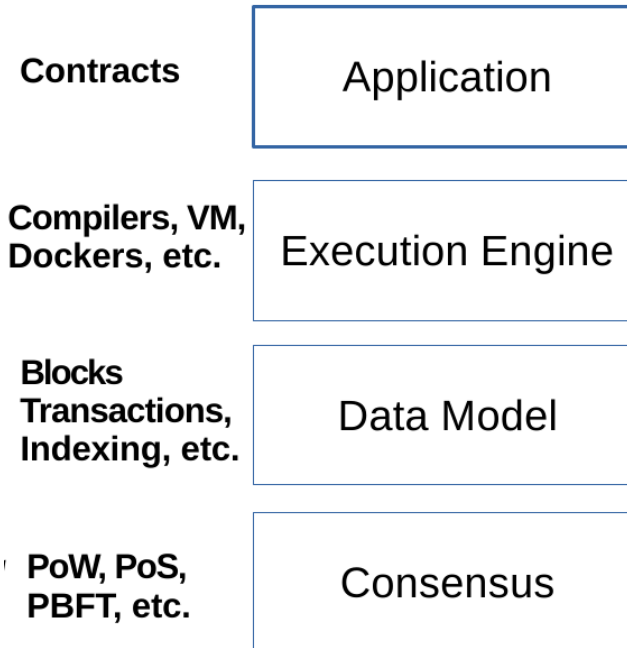 Contracts
Application
Compilers, VM,
Dockers, etc.
Execution Engine
Blocks
Transactions,
Indexing, etc.
Data Model
PoW, PoS,
PBFT, etc.
Consensus